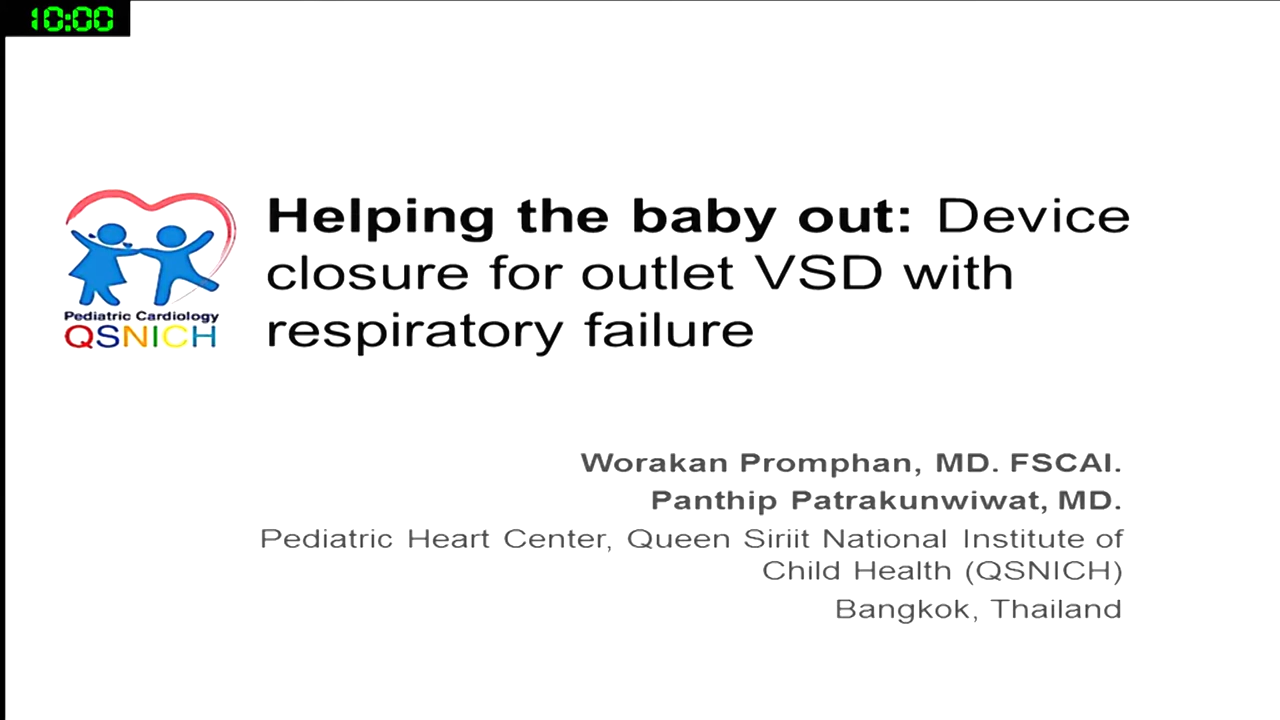 10:00
Helping the baby out: Device
closure for outlet VSD with
respiratory failure
Pediatric Cardiology
QSNICH
Worakan Promphan, MD. FSCAI.
Panthip Patrakunwiwat, MD.
Pediatric Heart Center, Queen Siriit National Institute of
Child Health (QSNICH)
Bangkok, Thailand